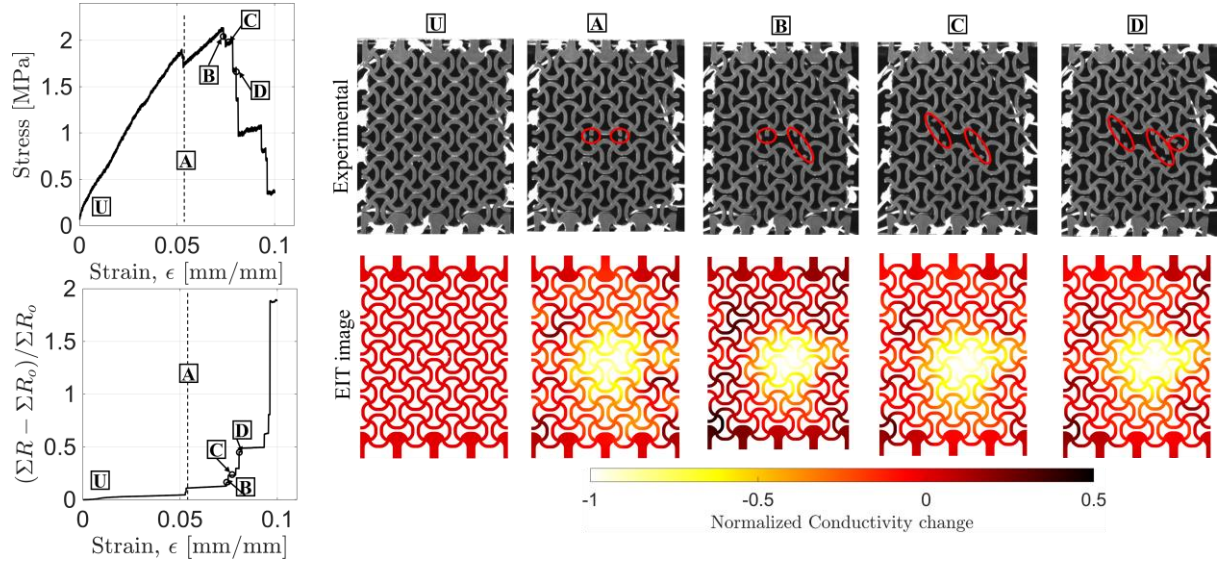 U
A
B
C
D
Stress [MPa]
2
1.5
1
0.5
0
C
B
D
A
U
0
0.05
0.1
Strain, ϵ [mm/mm]
Experimental
(ΣR − ΣR_o)/ΣR_o
2
1.5
1
0.5
0
A
D
C
B
U
0
0.05
0.1
Strain, ϵ [mm/mm]
EIT image
-1
-0.5
0
0.5
Normalized Conductivity change